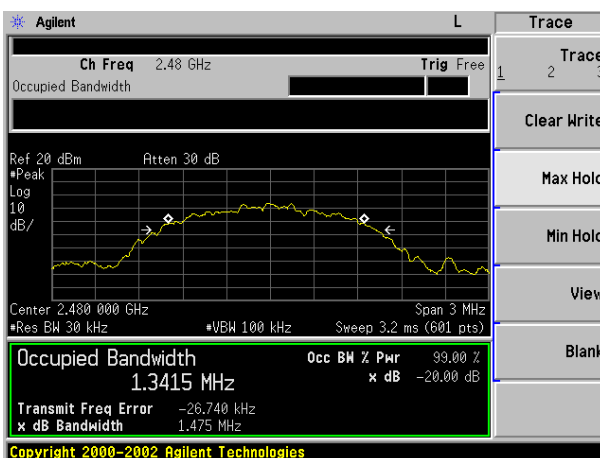 Agilent L Trace
Ch Freq 2.48 GHz Trig Free
Occupied Bandwidth
Trace
1 2 3
Clear Write
Max Hold
Min Hold
View
Blank
Ref 20 dBm Atten 30 dB
#Peak
Log
10
dB/
Center 2.480 000 GHz Span 3 MHz
#Res BW 30 kHz #VBW 100 kHz Sweep 3.2 ms (601 pts)
Occupied Bandwidth Occ BW % Pwr 99.00 %
1.3415 MHz x dB -20.00 dB
Transmit Freq Error -26.740 kHz
x dB Bandwidth 1.475 MHz
Copyright 2000-2002 Agilent Technologies